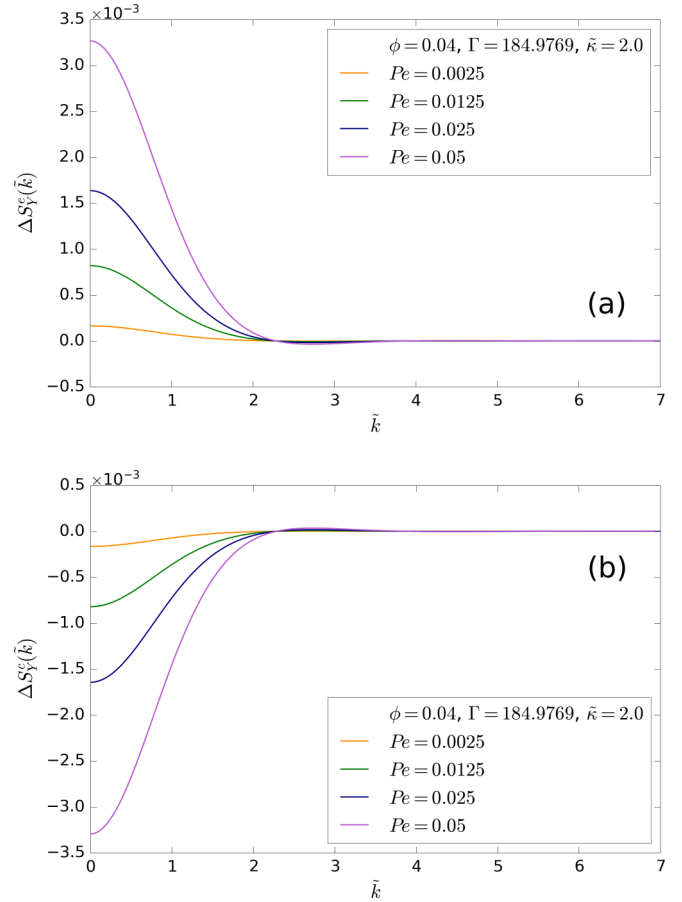 ×10⁻³
3.5
3.0
2.5
2.0
1.5
1.0
0.5
0.0
−0.5
ΔS_Y^e(k̃)
ϕ = 0.04, Γ = 184.9769, κ̃ = 2.0
Pe = 0.0025
Pe = 0.0125
Pe = 0.025
Pe = 0.05
(a)
0 1 2 3 4 5 6 7
k̃
×10⁻³
0.5
0.0
−0.5
−1.0
−1.5
−2.0
−2.5
−3.0
−3.5
ΔS_Y^c(k̃)
(b)
ϕ = 0.04, Γ = 184.9769, κ̃ = 2.0
Pe = 0.0025
Pe = 0.0125
Pe = 0.025
Pe = 0.05
0 1 2 3 4 5 6 7
k̃